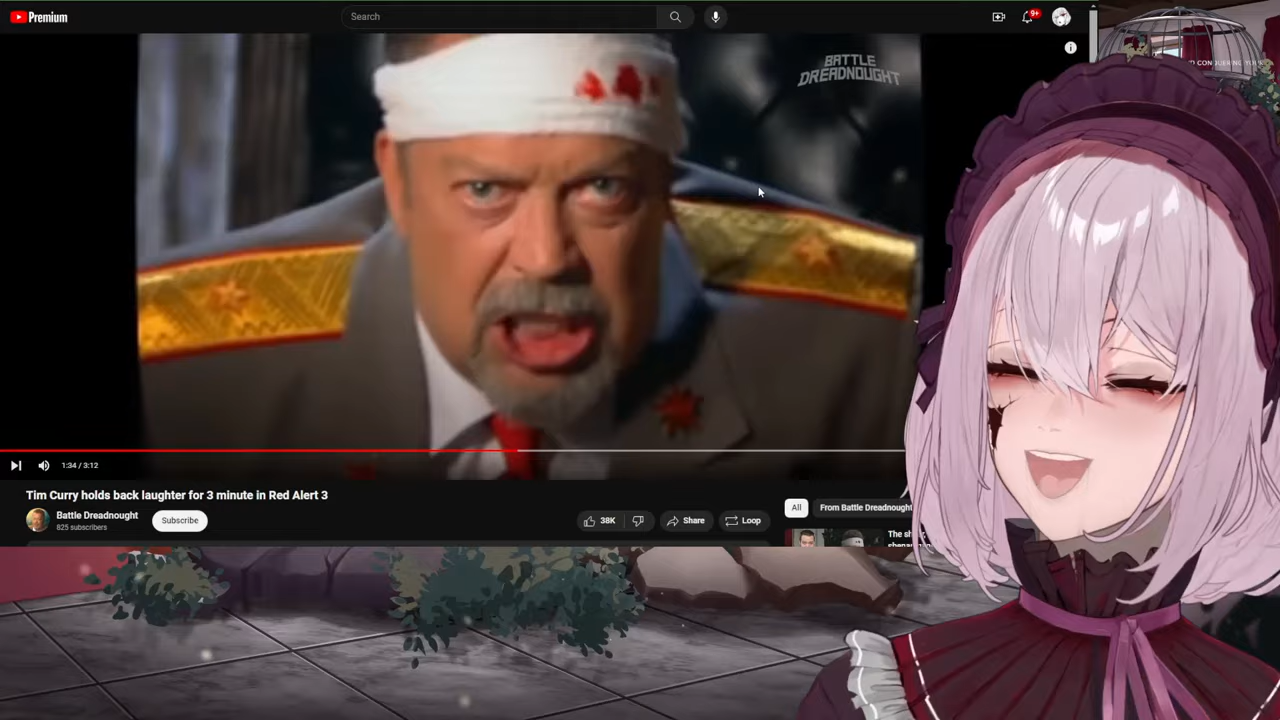 Premium
Search
9+
BATTLE
DREADNOUGHT
1:34 / 3:12
Tim Curry holds back laughter for 3 minute in Red Alert 3
Battle Dreadnought
825 subscribers
Subscribe
38K
Share
Loop
All
From Battle Dreadnought